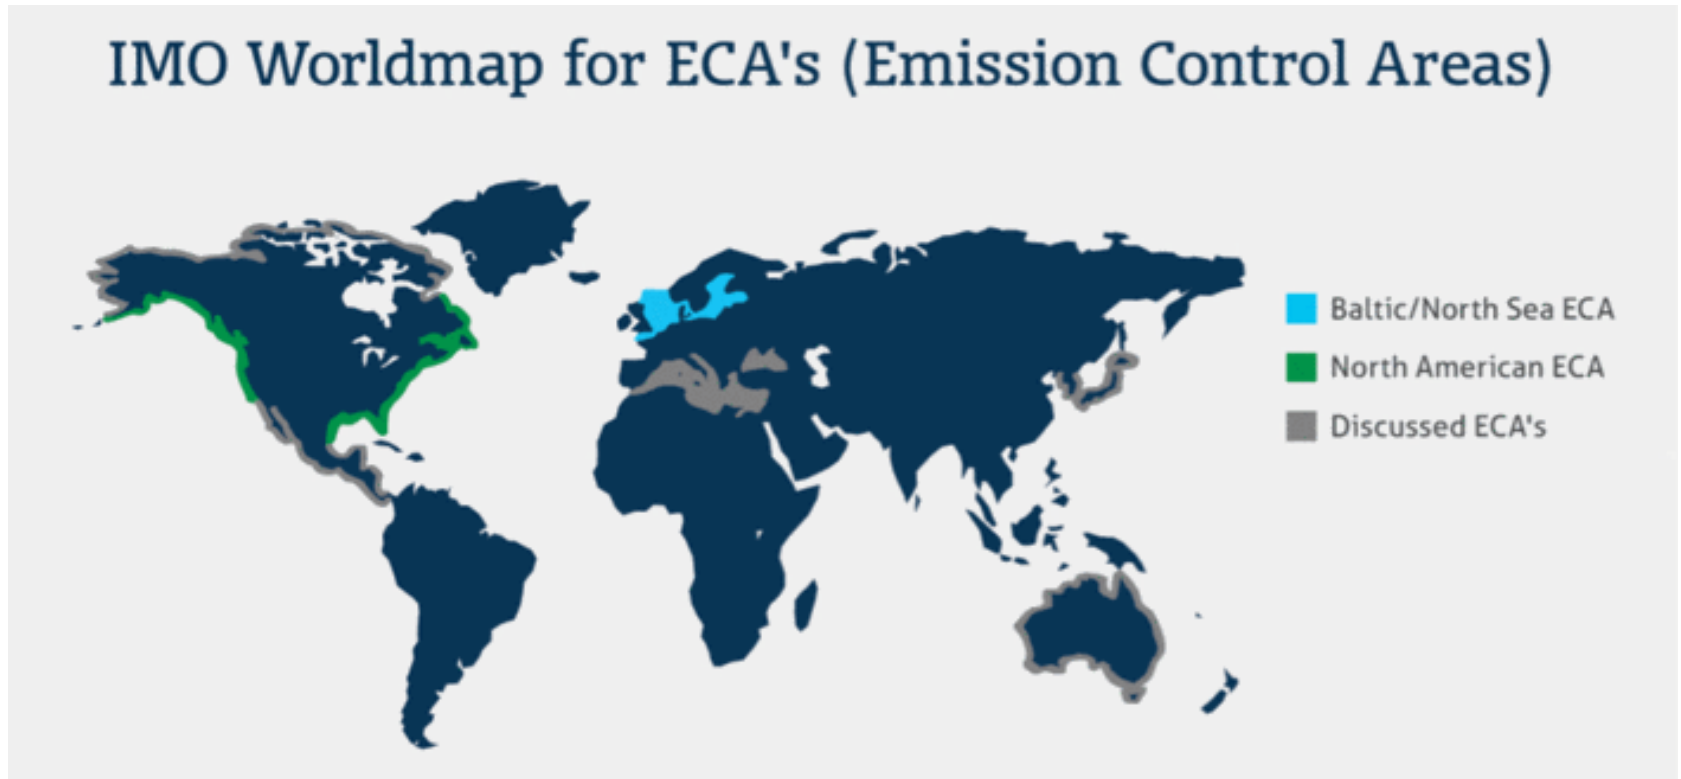 IMO Worldmap for ECA's (Emission Control Areas)
Baltic/North Sea ECA
North American ECA
Discussed ECA's